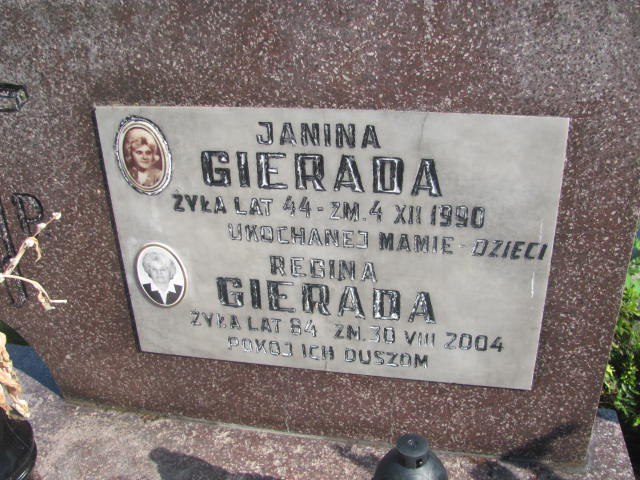 JANINA
GIERADA
ŻYŁA LAT 44 - ZM. 4 XII 1990
UKOCHANEJ MAMIE - DZIECI
REGINA
GIERADA
ŻYŁA LAT 84 ZM. 30 VIII 2004
POKÓJ ICH DUSZOM
P